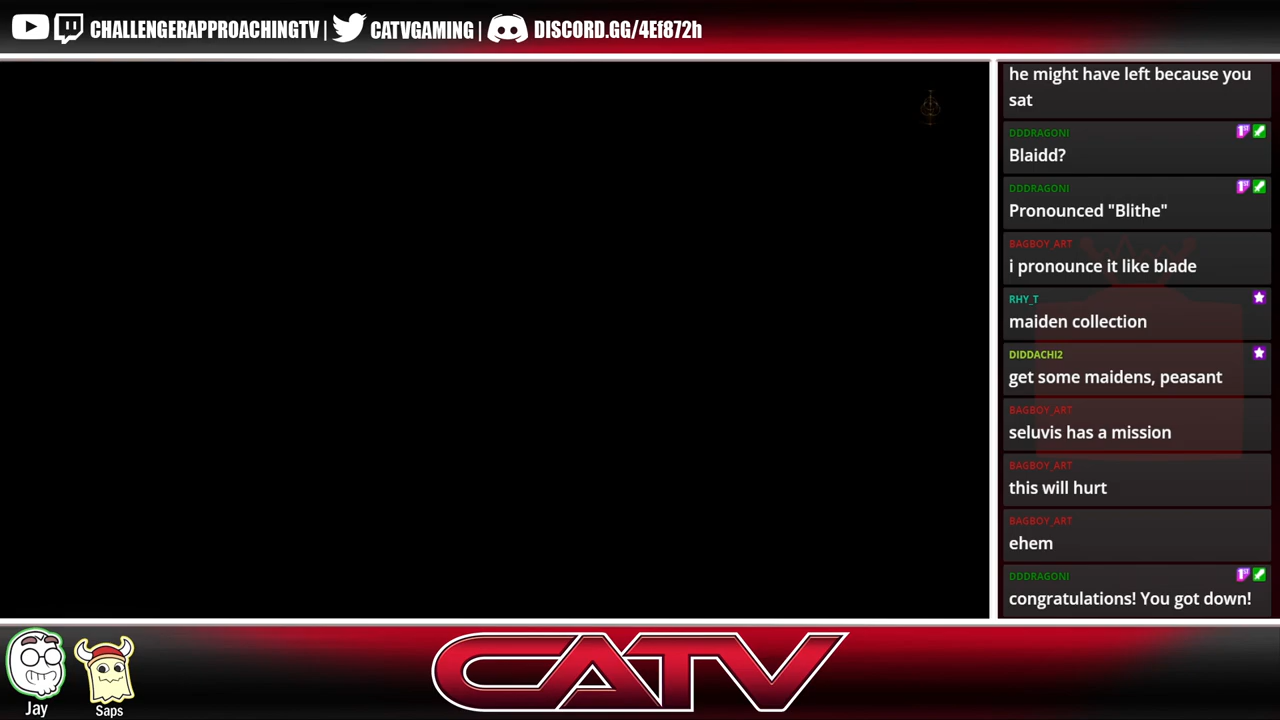 CHALLENGERAPPROACHINGTV | CATVGAMING | DISCORD.GG/4Ef872h
he might have left because you
sat
DDDRAGONI
Blaidd?
DDDRAGONI
Pronounced "Blithe"
BAGBOY_ART
i pronounce it like blade
RHY_T
maiden collection
DIDDACHI2
get some maidens, peasant
BAGBOY_ART
seluvis has a mission
BAGBOY_ART
this will hurt
BAGBOY_ART
ehem
DDDRAGONI
congratulations! You got down!
CATV
Jay
Saps